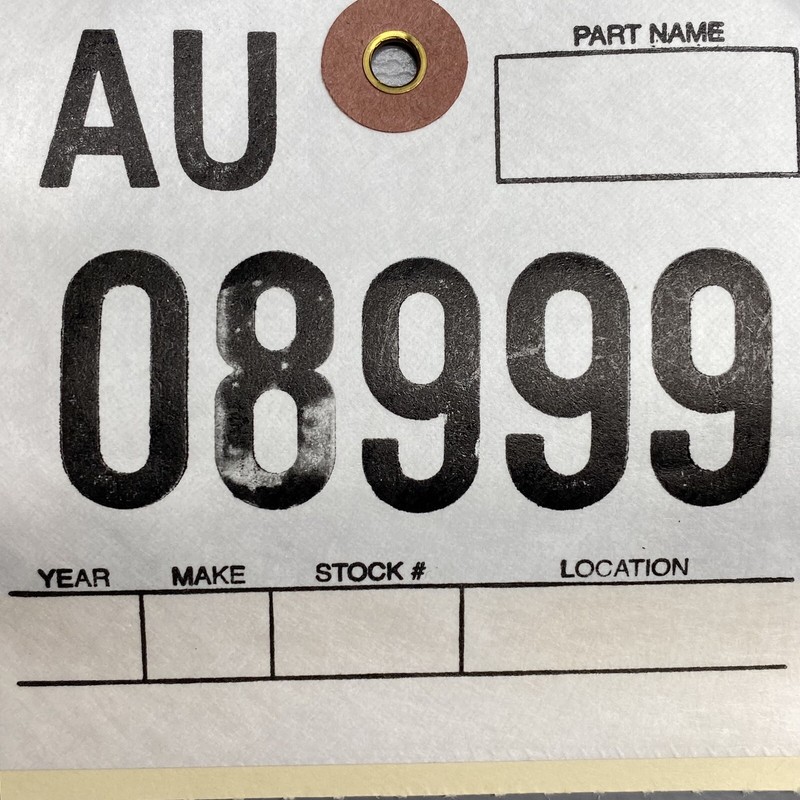 AU
PART NAME
08999
YEAR MAKE STOCK # LOCATION